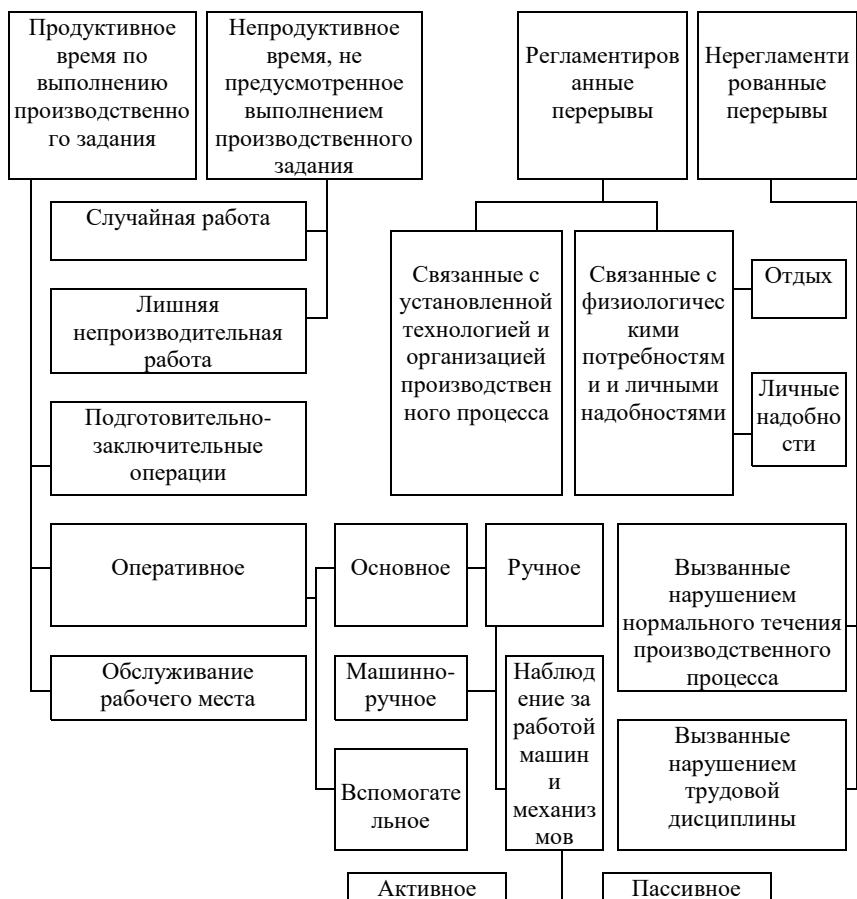 Продуктивное
время по
выполнению
производственно
го задания
Непродуктивное
время, не
предусмотренное
выполнением
производственного
задания
Регламентиров
анные
перерывы
Нерегламенти
рованные
перерывы
Случайная работа
Лишняя
непроизводительная
работа
Связанные с
установленной
технологией и
организацией
производствен
ного процесса
Связанные с
физиологичес
кими
потребностям
и и личными
надобностями
Отдых
Личные
надобно
сти
Подготовительно-
заключительные
операции
Оперативное
Основное
Ручное
Вызванные
нарушением
нормального течения
производственного
процесса
Обслуживание
рабочего места
Машинно-
ручное
Наблюд
ение за
работой
машин
и
механиз
мов
Вызванные
нарушением
трудовой
дисциплины
Вспомогате
льное
Активное
Пассивное